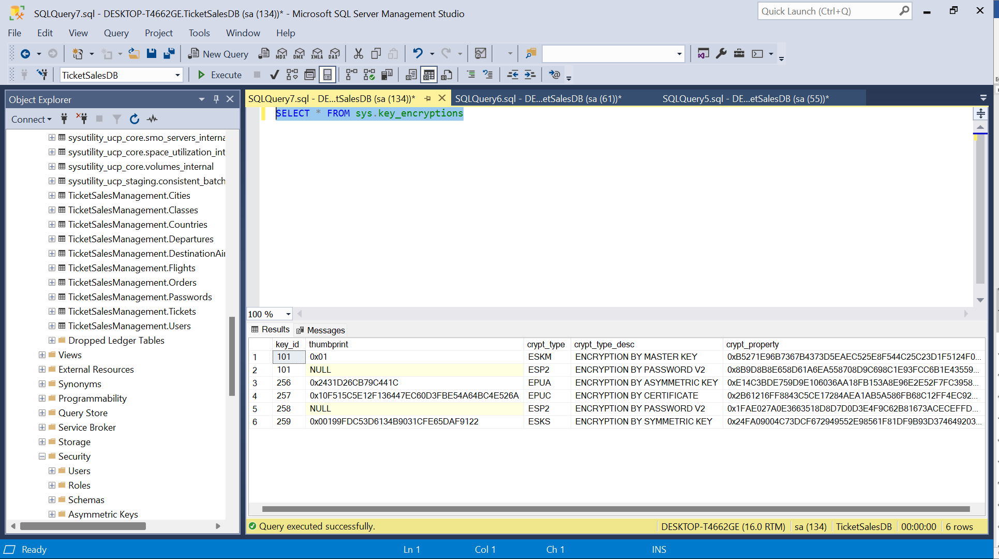 SQLQuery7.sql - DESKTOP-T4662GE.TicketSalesDB (sa (134))* - Microsoft SQL Server Management Studio
Quick Launch (Ctrl+Q)
File Edit View Query Project Tools Window Help
New Query MDX DMX XMLA DAX
TicketSalesDB Execute
Object Explorer
SQLQuery7.sql - DE...tSalesDB (sa (134))* SQLQuery6.sql - DE...etSalesDB (sa (61))* SQLQuery5.sql - DE...etSalesDB (sa (55))*
Connect
SELECT * FROM sys.key_encryptions
sysutility_ucp_core.smo_servers_interna
sysutility_ucp_core.space_utilization_int
sysutility_ucp_core.volumes_internal
sysutility_ucp_staging.consistent_batch
TicketSalesManagement.Cities
TicketSalesManagement.Classes
TicketSalesManagement.Countries
TicketSalesManagement.Departures
TicketSalesManagement.DestinationAir
TicketSalesManagement.Flights
TicketSalesManagement.Orders
TicketSalesManagement.Passwords
TicketSalesManagement.Tickets
TicketSalesManagement.Users
Dropped Ledger Tables
Views
External Resources
Synonyms
Programmability
Query Store
Service Broker
Storage
Security
Users
Roles
Schemas
Asymmetric Keys
100 %
Results Messages
key_id thumbprint crypt_type crypt_type_desc crypt_property
1 101 0x01 ESKM ENCRYPTION BY MASTER KEY 0xB5271E96B7367B4373D5EAEC525E8F544C25C23D1F5124F0...
2 101 NULL ESP2 ENCRYPTION BY PASSWORD V2 0x8B9D8B8E658D61A6EA558708D9C698C1E93FCC6B1E43559...
3 256 0x2431D26CB79C441C EPUA ENCRYPTION BY ASYMMETRIC KEY 0xE14C3BDE759D9E106036AA18FB153A8E96E2E52F7FC3958...
4 257 0x10F515C5E12F136447EC60D3FBE54A64BC4E526A EPUC ENCRYPTION BY CERTIFICATE 0x2B61216FF8843C5CE17284AEA1AB5A586FB68C12FF4EC92...
5 258 NULL ESP2 ENCRYPTION BY PASSWORD V2 0x1FAE027A0E3663518D8D7D0D3E4F9C62B81673ACECEFFD...
6 259 0x00199FDC53D6134B9031CFE65DAF9122 ESKS ENCRYPTION BY SYMMETRIC KEY 0x24FA09004C73DCF672949552E98561F81DF9B93D374649203...
Query executed successfully. DESKTOP-T4662GE (16.0 RTM) sa (134) TicketSalesDB 00:00:00 6 rows
Ready Ln 1 Col 1 Ch 1 INS